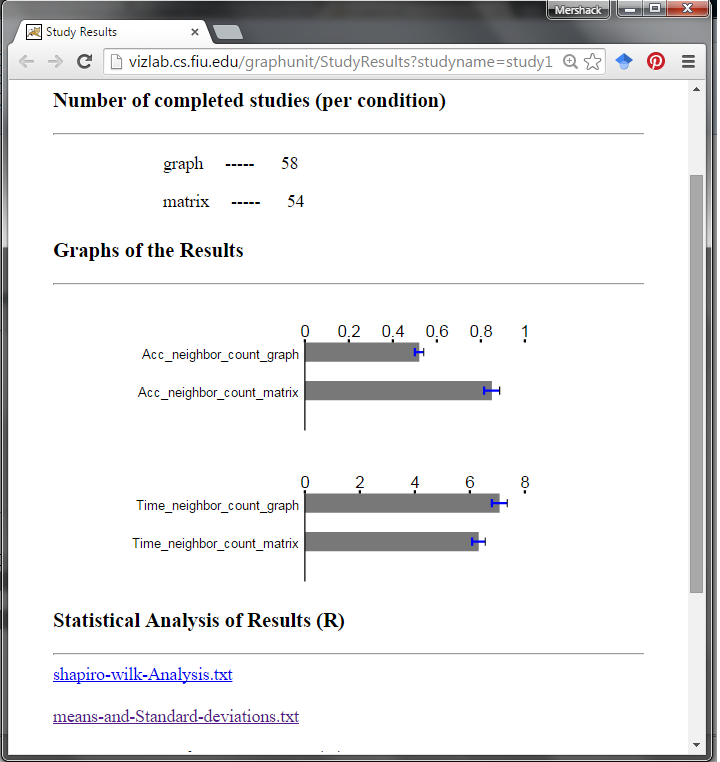 Mershack
Study Results
vizlab.cs.fiu.edu/graphunit/StudyResults?studyname=study1
Number of completed studies (per condition)
graph ----- 58
matrix ----- 54
Graphs of the Results
0 0.2 0.4 0.6 0.8 1
Acc_neighbor_count_graph
Acc_neighbor_count_matrix
0 2 4 6 8
Time_neighbor_count_graph
Time_neighbor_count_matrix
Statistical Analysis of Results (R)
shapiro-wilk-Analysis.txt
means-and-Standard-deviations.txt